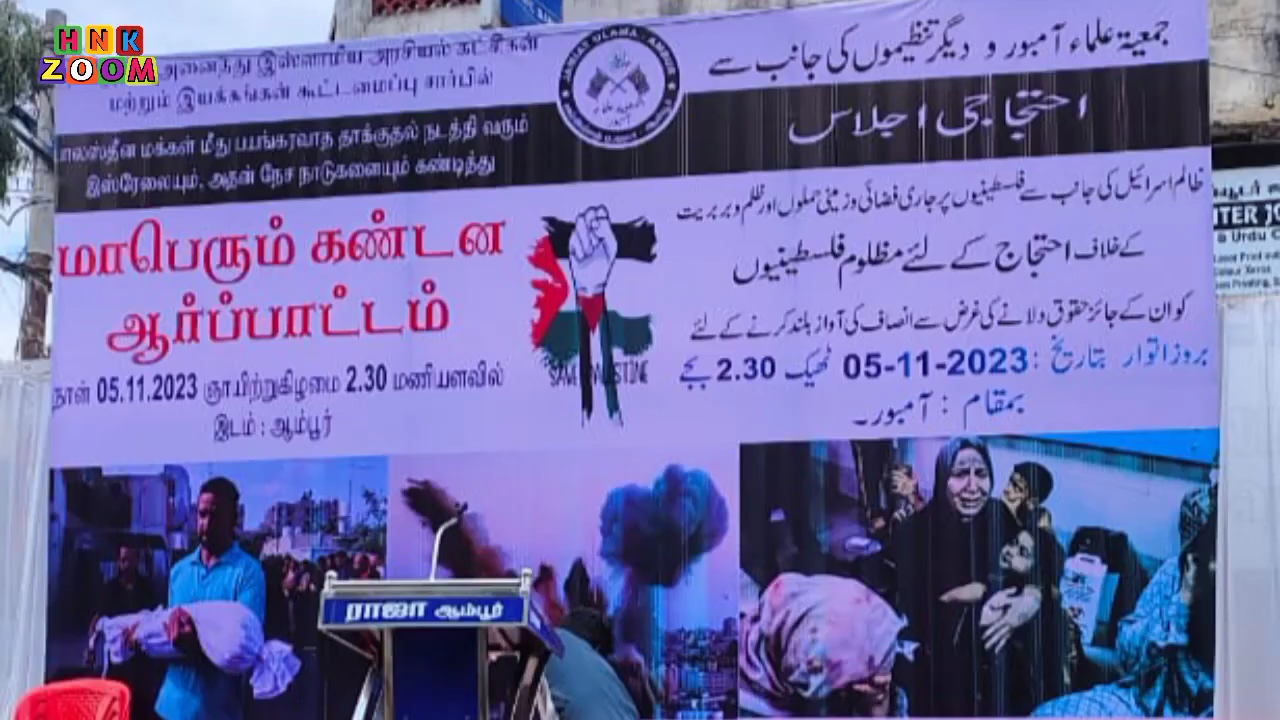 HNK
ZOOM
அனைத்து இஸ்லாமிய அரசியல் கட்சிகள்
மற்றும் இயக்கங்கள் கூட்டமைப்பு சார்பில்
பாலஸ்தீன மக்கள் மீது பயங்கரவாத தாக்குதல் நடத்தி வரும்
இஸ்ரேலையும், அதன் நேச நாடுகளையும் கண்டித்து
மாபெரும் கண்டன
ஆர்ப்பாட்டம்
நாள் 05.11.2023 ஞாயிற்றுகிழமை 2.30 மணியளவில்
இடம் : ஆம்பூர்
JAMIAT ULAMA - AMBUR
SAVE PALESTINE
جمعیۃ علماء آمبور و دیگر تنظیموں کی جانب سے
احتجاجی اجلاس
ظالم اسرائیل کی جانب سے فلسطینیوں پر جاری فضائی و زمینی حملوں اور ظلم و بربریت
کے خلاف احتجاج کے لئے مظلوم فلسطینیوں
کو ان کے جائز حقوق دلانے کی غرض سے انصاف کی آواز بلند کرنے کے لئے
بروز اتوار بتاریخ : 05-11-2023 ٹھیک 2.30 بجے
بمقام : آمبور۔
ராஜா ஆம்பூர்
& Urdu